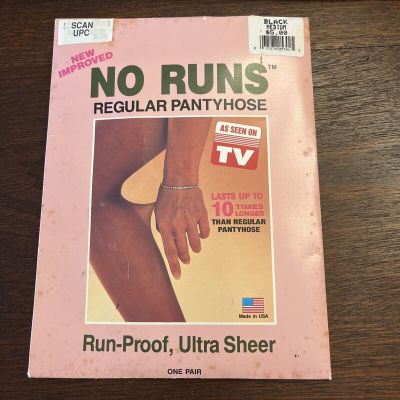 SCAN
UPC
BLACK
MEDIUM
$5.00
NEW
IMPROVED
NO RUNS™
REGULAR PANTYHOSE
AS SEEN ON
TV
LASTS UP TO
10 TIMES
LONGER
THAN REGULAR
PANTYHOSE
Made in USA
Run-Proof, Ultra Sheer
ONE PAIR